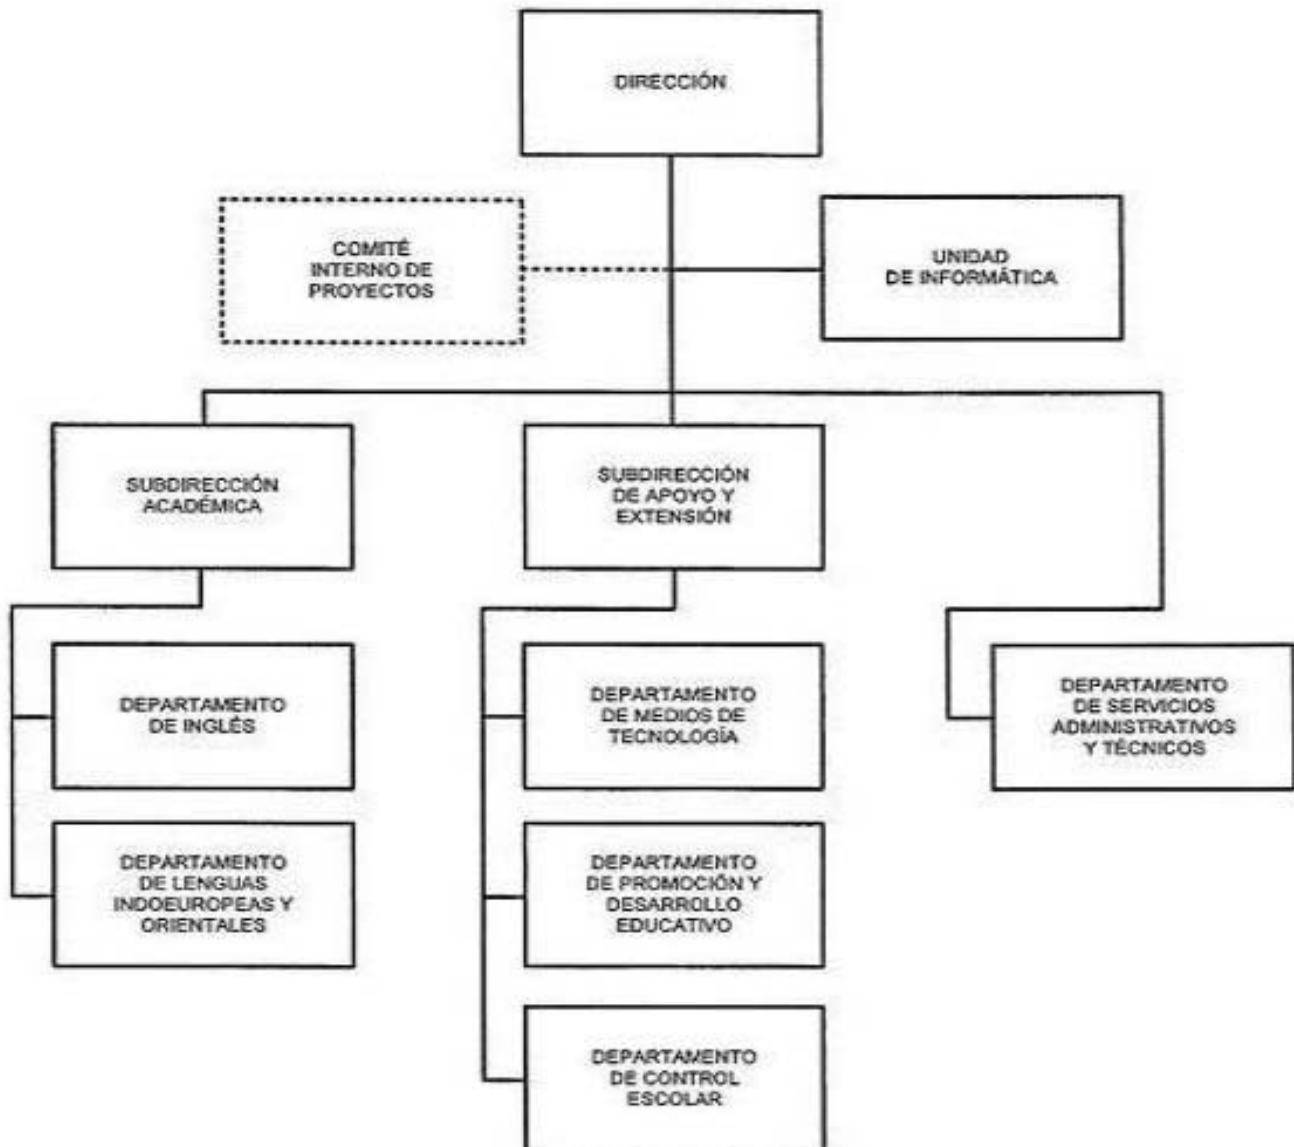 DIRECCIÓN
COMITÉ
INTERNO DE
PROYECTOS
UNIDAD
DE INFORMÁTICA
SUBDIRECCIÓN
ACADÉMICA
SUBDIRECCIÓN
DE APOYO Y
EXTENSIÓN
DEPARTAMENTO
DE INGLÉS
DEPARTAMENTO
DE MEDIOS DE
TECNOLOGÍA
DEPARTAMENTO
DE SERVICIOS
ADMINISTRATIVOS
Y TÉCNICOS
DEPARTAMENTO
DE LENGUAS
INDOEUROPEAS Y
ORIENTALES
DEPARTAMENTO
DE PROMOCIÓN Y
DESARROLLO
EDUCATIVO
DEPARTAMENTO
DE CONTROL
ESCOLAR